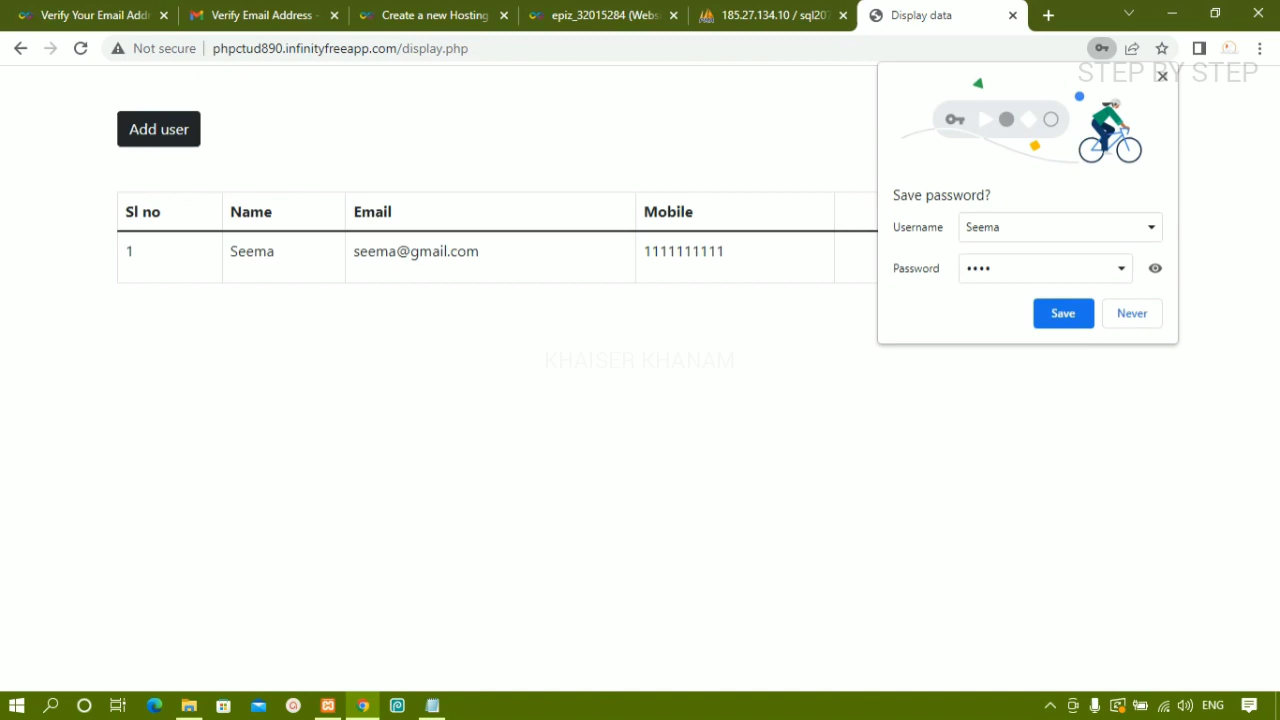 Verify Your Email Addr
Verify Email Address -
Create a new Hosting
epiz_32015284 (Webs
185.27.134.10 / sql207
Display data
Not secure
phpctud890.infinityfreeapp.com/display.php
STEP BY STEP
Add user
Sl no Name Email Mobile
1 Seema seema@gmail.com 1111111111
Save password?
Username Seema
Password ••••
Save Never
KHAISER KHANAM
ENG